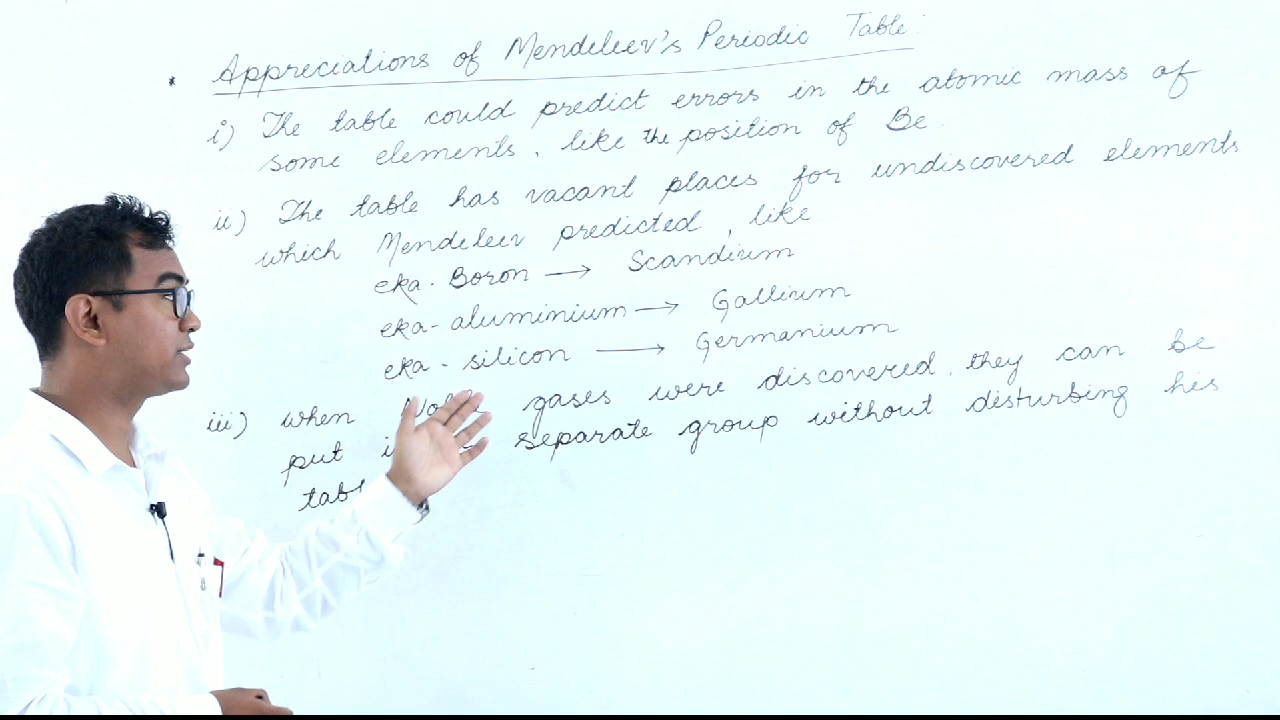 * Appreciations of Mendeleev's Periodic Table:
i) The table could predict errors in the atomic mass of
some elements, like the position of Be.
ii) The table has vacant places for undiscovered elements
which Mendeleev predicted, like
eka-Boron → Scandium
eka-aluminium → Gallium
eka-silicon → Germanium
iii) when gases were discovered, they can be
put separate group without disturbing his